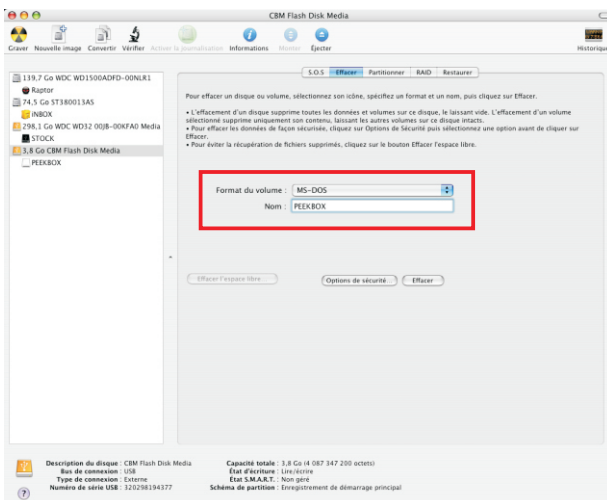 CBM Flash Disk Media
Graver Nouvelle image Convertir Vérifier Activer la journalisation Informations Monter Éjecter Historique
139,7 Go WDC WD1500ADFD-00NLR1
Raptor
74,5 Go ST380013AS
INBOX
298,1 Go WDC WD32 00JB-00KFA0 Media
STOCK
3,8 Go CBM Flash Disk Media
PEEKBOX
S.O.S Effacer Partitionner RAID Restaurer
Pour effacer un disque ou volume, sélectionnez son icône, spécifiez un format et un nom, puis cliquez sur Effacer.
• L'effacement d'un disque supprime toutes les données et volumes sur ce disque, le laissant vide. L'effacement d'un volume
sélectionné supprime uniquement son contenu, laissant les autres volumes sur ce disque intacts.
• Pour effacer les données de façon sécurisée, cliquez sur Options de Sécurité puis sélectionnez une option avant de cliquer sur
Effacer.
• Pour éviter la récupération de fichiers supprimés, cliquez sur le bouton Effacer l'espace libre.
Format du volume : MS-DOS
Nom : PEEKBOX
Effacer l'espace libre Options de sécurité Effacer
Description du disque : CBM Flash Disk Media
Bus de connexion : USB
Type de connexion : Externe
Numéro de série USB : 320298194377
Capacité totale : 3,8 Go (4 087 347 200 octets)
État d'écriture : Lire/écrire
État S.M.A.R.T. : Non géré
Schéma de partition : Enregistrement de démarrage principal
?